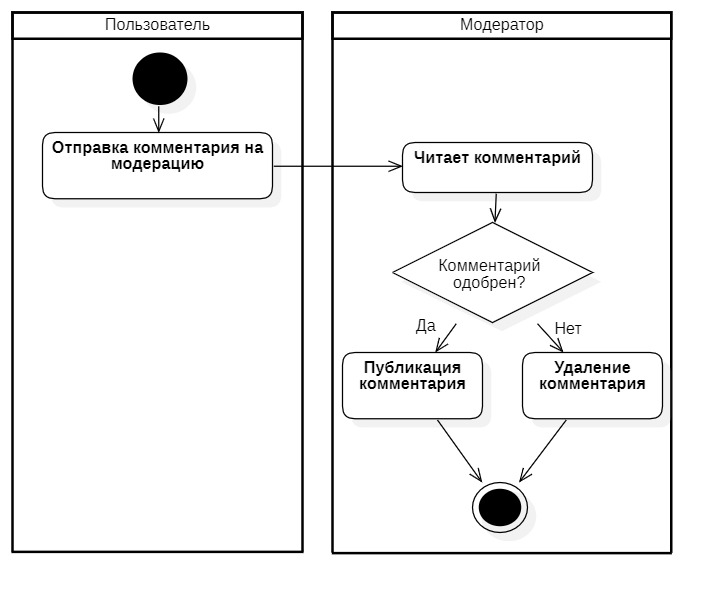 Пользователь
Модератор
Отправка комментария на
модерацию
Читает комментарий
Комментарий
одобрен?
Да
Нет
Публикация
комментария
Удаление
комментария